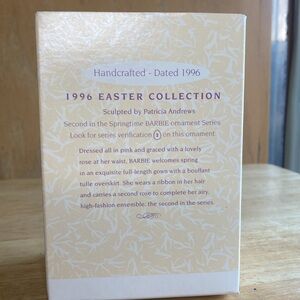 Handcrafted - Dated 1996
1996 EASTER COLLECTION
Sculpted by Patricia Andrews
Second in the Springtime BARBIE ornament Series
Look for series verification on this ornament.
Dressed all in pink and graced with a lovely
rose at her waist, BARBIE welcomes spring
in an exquisite full-length gown with a bouffant
tulle overskirt. She wears a ribbon in her hair
and carries a second rose to complete her airy,
high-fashion ensemble, the second in the series.